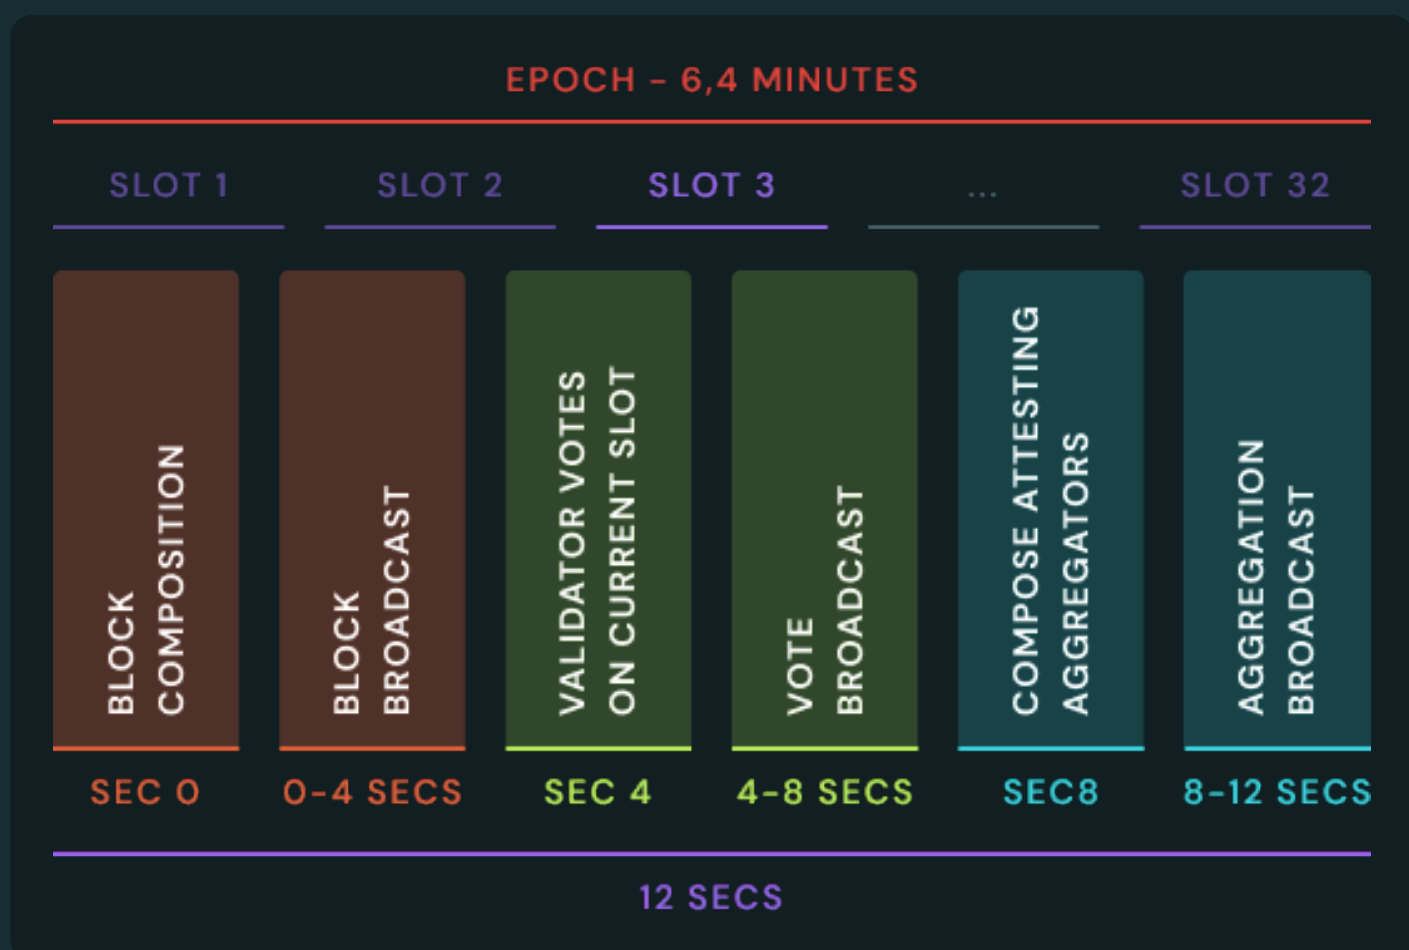 EPOCH – 6,4 MINUTES
SLOT 1
SLOT 2
SLOT 3
...
SLOT 32
BLOCK
COMPOSITION
BLOCK
BROADCAST
VALIDATOR VOTES
ON CURRENT SLOT
VOTE
BROADCAST
COMPOSE ATTESTING
AGGREGATORS
AGGREGATION
BROADCAST
SEC 0
0–4 SECS
SEC 4
4–8 SECS
SEC8
8–12 SECS
12 SECS